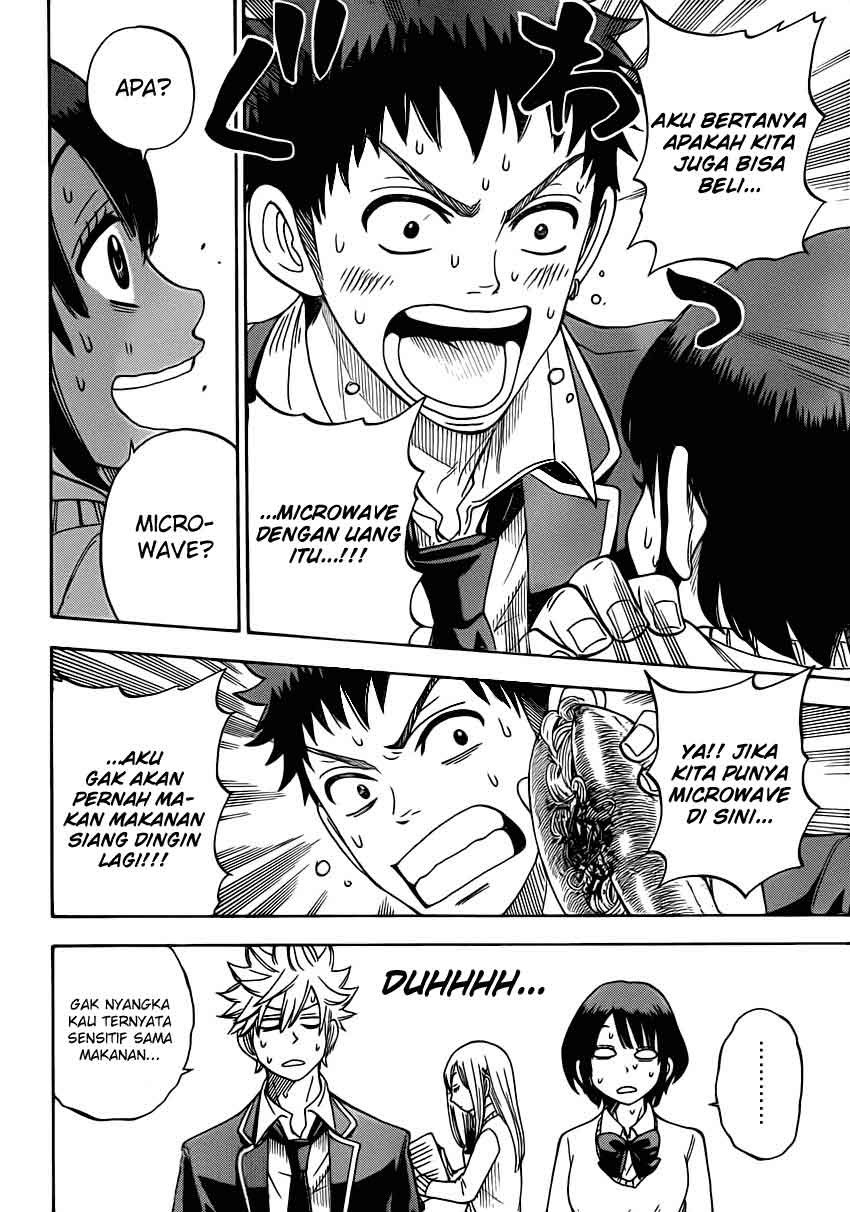 AKU BERTANYA
APAKAH KITA
JUGA BISA
BELI...
APA?
...MICROWAVE
DENGAN UANG
ITU...!!!
MICRO-
WAVE?
YA!! JIKA
KITA PUNYA
MICROWAVE
DI SINI...
...AKU
GAK AKAN
PERNAH MA-
KAN MAKANAN
SIANG DINGIN
LAGI!!!
.........
DUHHHH...
GAK NYANGKA
KAU TERNYATA
SENSITIF SAMA
MAKANAN...